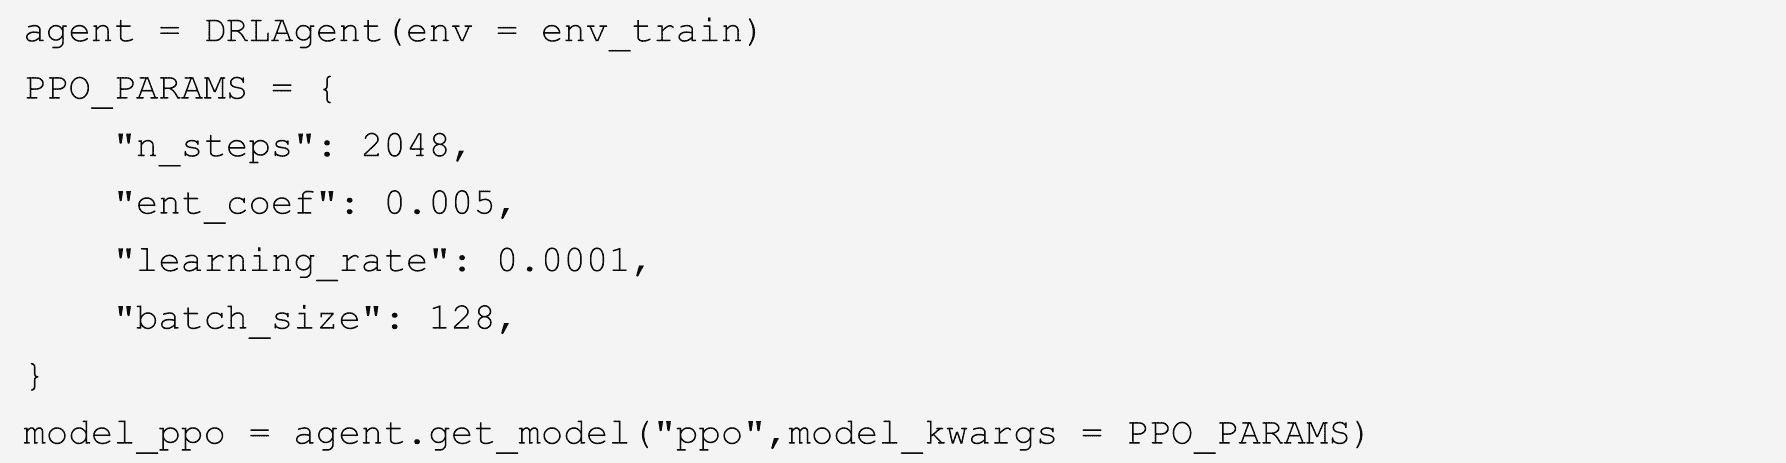 agent = DRLAgent(env = env_train)
PPO_PARAMS = {
    "n_steps": 2048,
    "ent_coef": 0.005,
    "learning_rate": 0.0001,
    "batch_size": 128,
}
model_ppo = agent.get_model("ppo",model_kwargs = PPO_PARAMS)